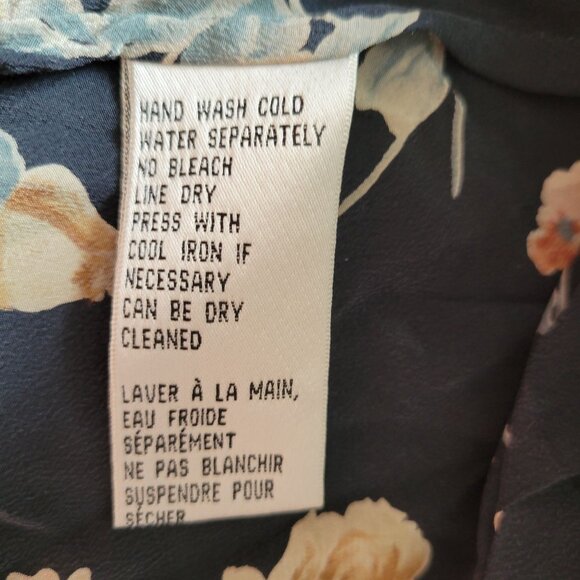 HAND WASH COLD
WATER SEPARATELY
NO BLEACH
LINE DRY
PRESS WITH
COOL IRON IF
NECESSARY
CAN BE DRY
CLEANED
LAVER À LA MAIN,
EAU FROIDE
SÉPARÉMENT
NE PAS BLANCHIR
SUSPENDRE POUR
SÉCHER